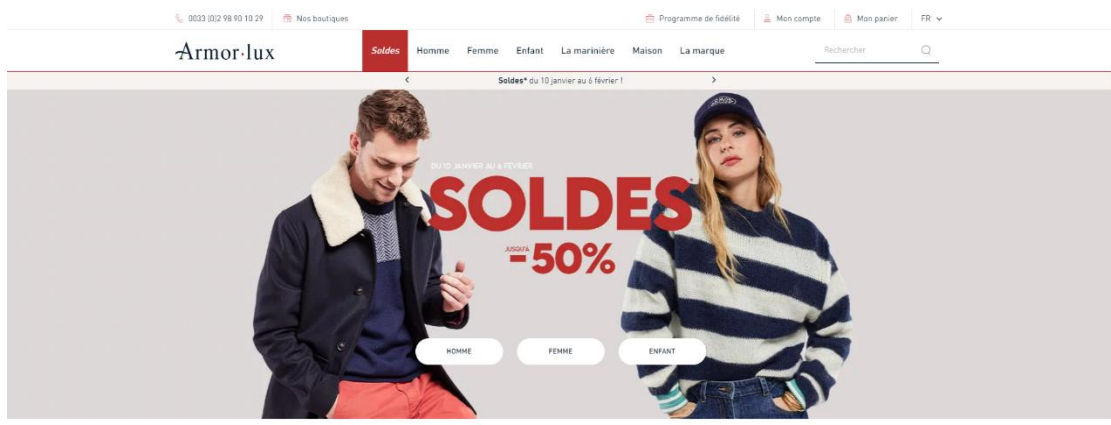 0033 (0)2 98 90 10 29
Nos boutiques
Programme de fidélité
Mon compte
Mon panier
FR
Armor·lux
Soldes
Homme
Femme
Enfant
La marinière
Maison
La marque
Rechercher
Soldes* du 10 janvier au 6 février !
DU 10 JANVIER AU 6 FÉVRIER
SOLDES*
JUSQU'À
-50%
HOMME
FEMME
ENFANT